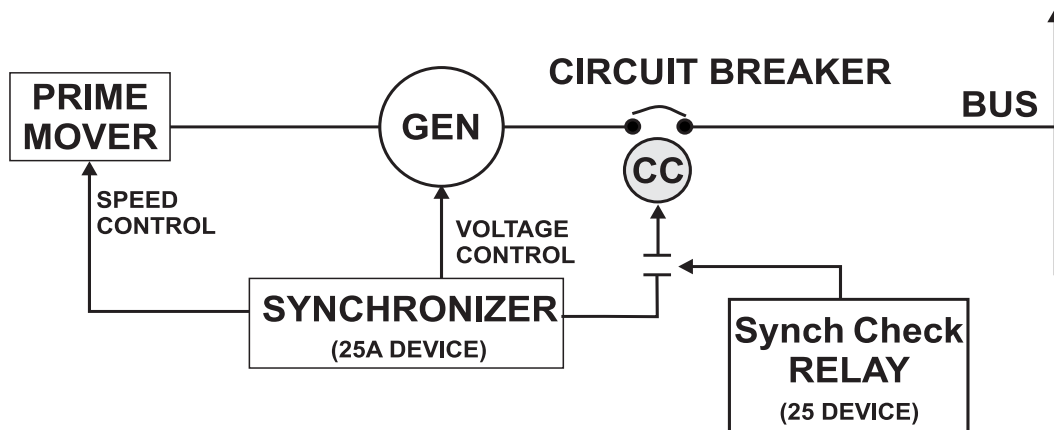 CIRCUIT BREAKER
BUS
PRIME
MOVER
GEN
CC
SPEED
CONTROL
VOLTAGE
CONTROL
SYNCHRONIZER
(25A DEVICE)
Synch Check
RELAY
(25 DEVICE)